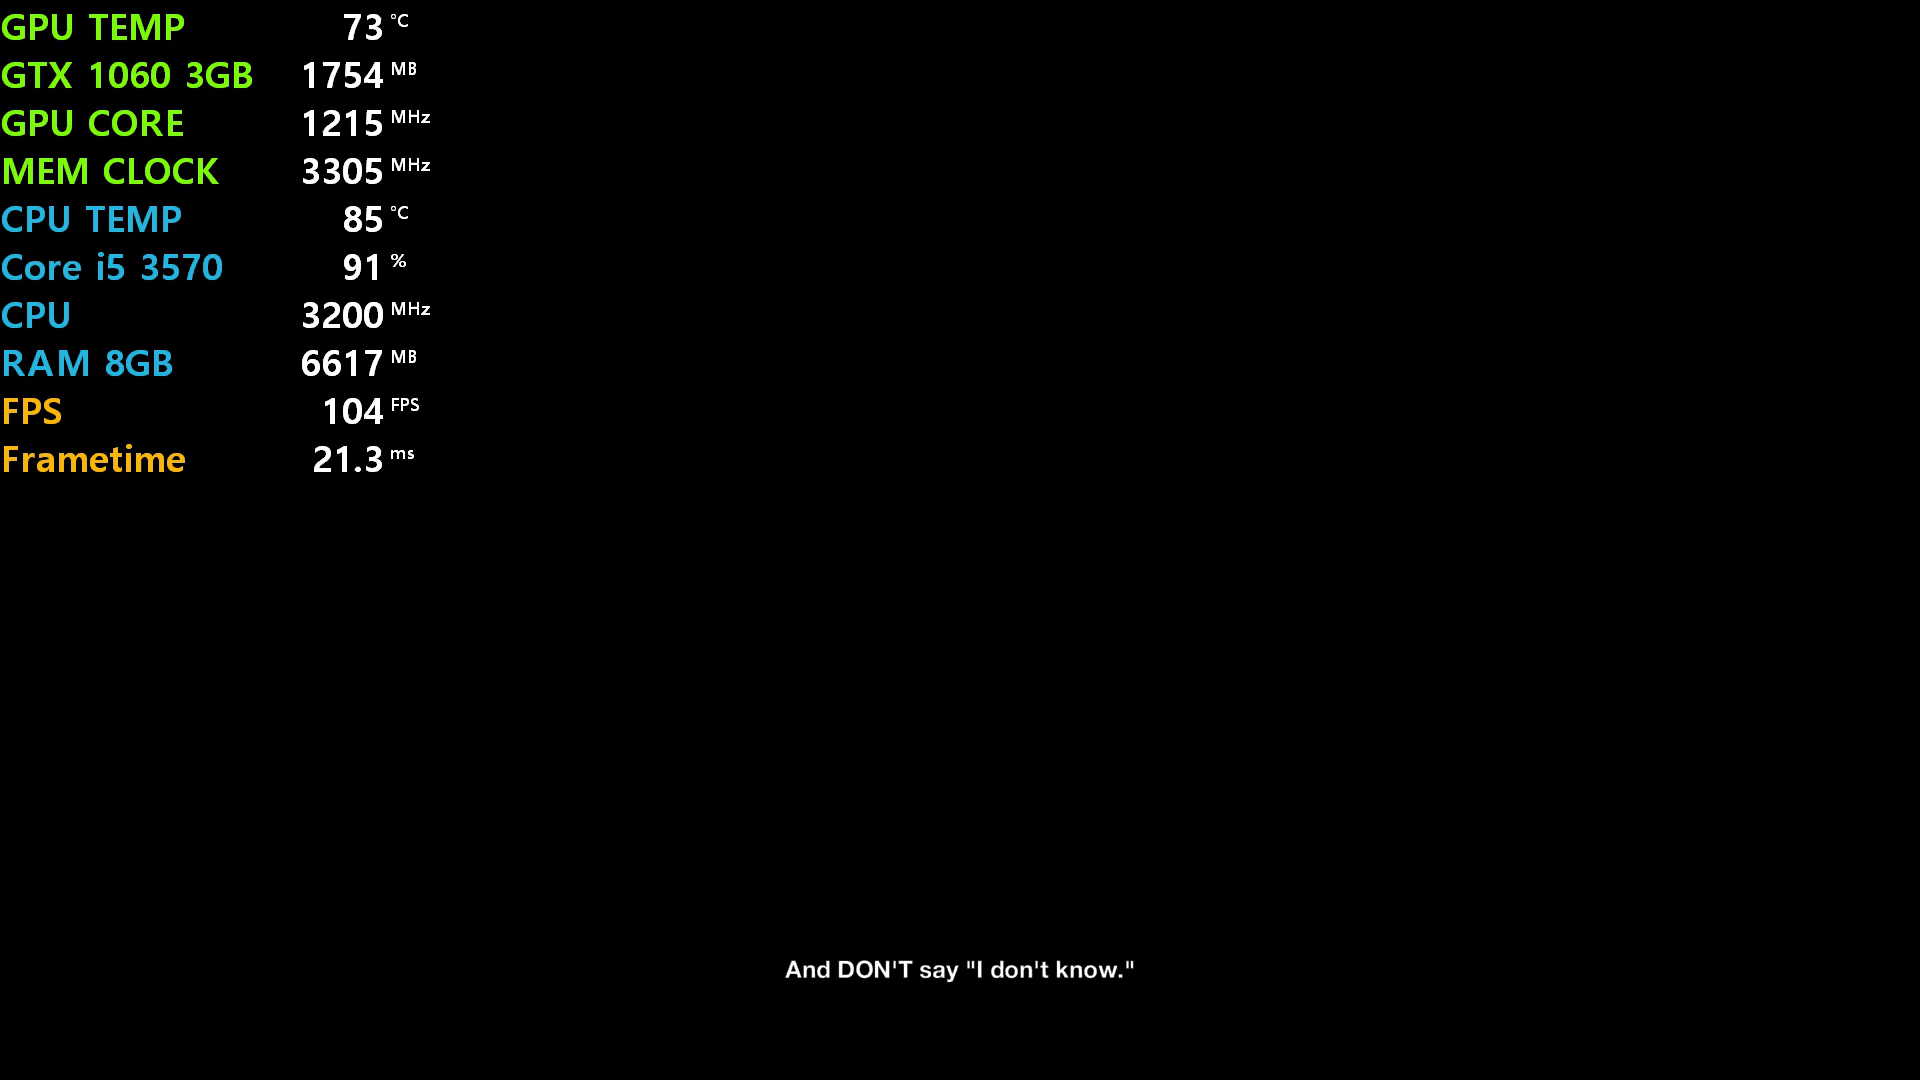 GPU TEMP 73 °C
GTX 1060 3GB 1754 MB
GPU CORE 1215 MHz
MEM CLOCK 3305 MHz
CPU TEMP 85 °C
Core i5 3570 91 %
CPU 3200 MHz
RAM 8GB 6617 MB
FPS 104 FPS
Frametime 21.3 ms
And DON'T say "I don't know."